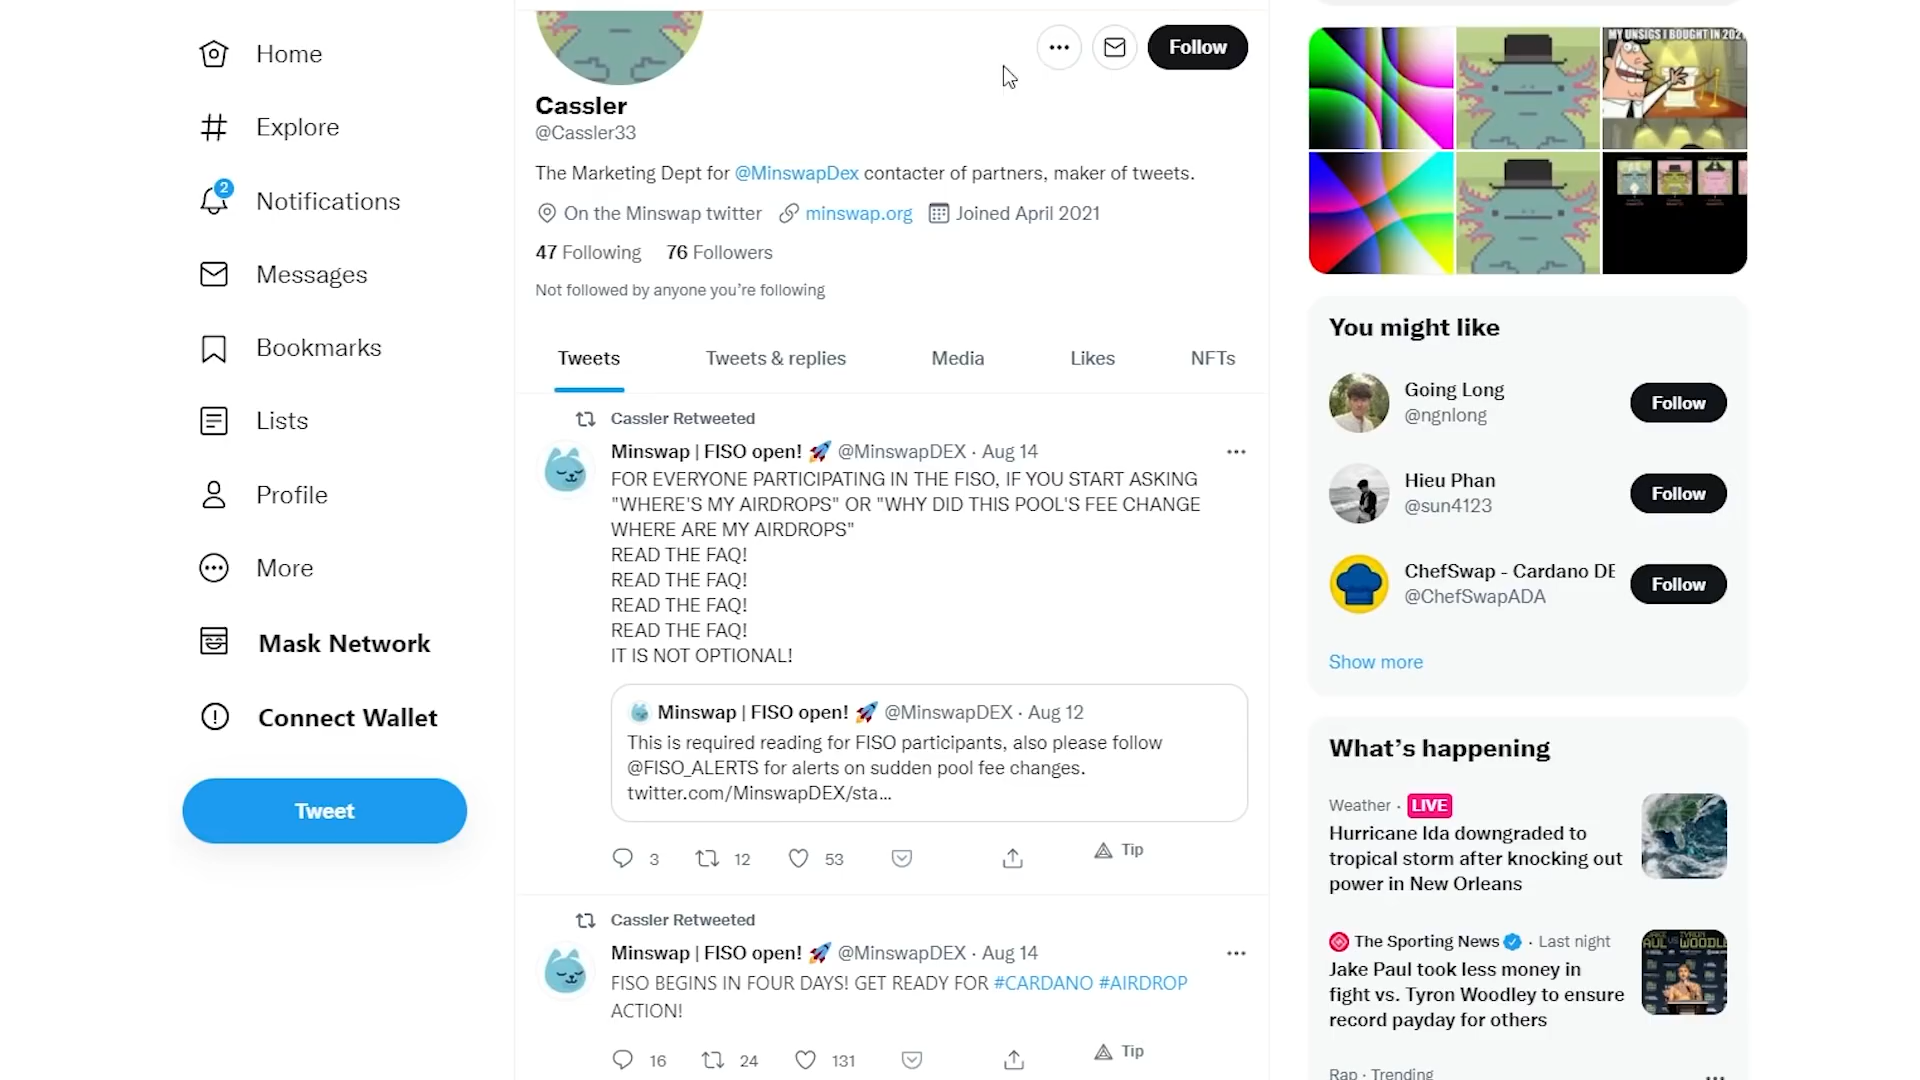 Home
Explore
2
Notifications
Messages
Bookmarks
Lists
Profile
More
Mask Network
Connect Wallet
Tweet
Follow
Cassler
@Cassler33
The Marketing Dept for @MinswapDex contacter of partners, maker of tweets.
On the Minswap twitter minswap.org Joined April 2021
47 Following 76 Followers
Not followed by anyone you’re following
Tweets Tweets & replies Media Likes NFTs
Cassler Retweeted
Minswap | FISO open! 🚀 @MinswapDEX · Aug 14
FOR EVERYONE PARTICIPATING IN THE FISO, IF YOU START ASKING
"WHERE'S MY AIRDROPS" OR "WHY DID THIS POOL'S FEE CHANGE
WHERE ARE MY AIRDROPS"
READ THE FAQ!
READ THE FAQ!
READ THE FAQ!
READ THE FAQ!
IT IS NOT OPTIONAL!
Minswap | FISO open! 🚀 @MinswapDEX · Aug 12
This is required reading for FISO participants, also please follow
@FISO_ALERTS for alerts on sudden pool fee changes.
twitter.com/MinswapDEX/sta...
3 12 53 Tip
Cassler Retweeted
Minswap | FISO open! 🚀 @MinswapDEX · Aug 14
FISO BEGINS IN FOUR DAYS! GET READY FOR #CARDANO #AIRDROP
ACTION!
16 24 131 Tip
MY UNSIGS I BOUGHT IN 202
You might like
Going Long
@ngnlong
Follow
Hieu Phan
@sun4123
Follow
ChefSwap - Cardano DE
@ChefSwapADA
Follow
Show more
What’s happening
Weather · LIVE
Hurricane Ida downgraded to
tropical storm after knocking out
power in New Orleans
The Sporting News · Last night
Jake Paul took less money in
fight vs. Tyron Woodley to ensure
record payday for others
Rap · Trending